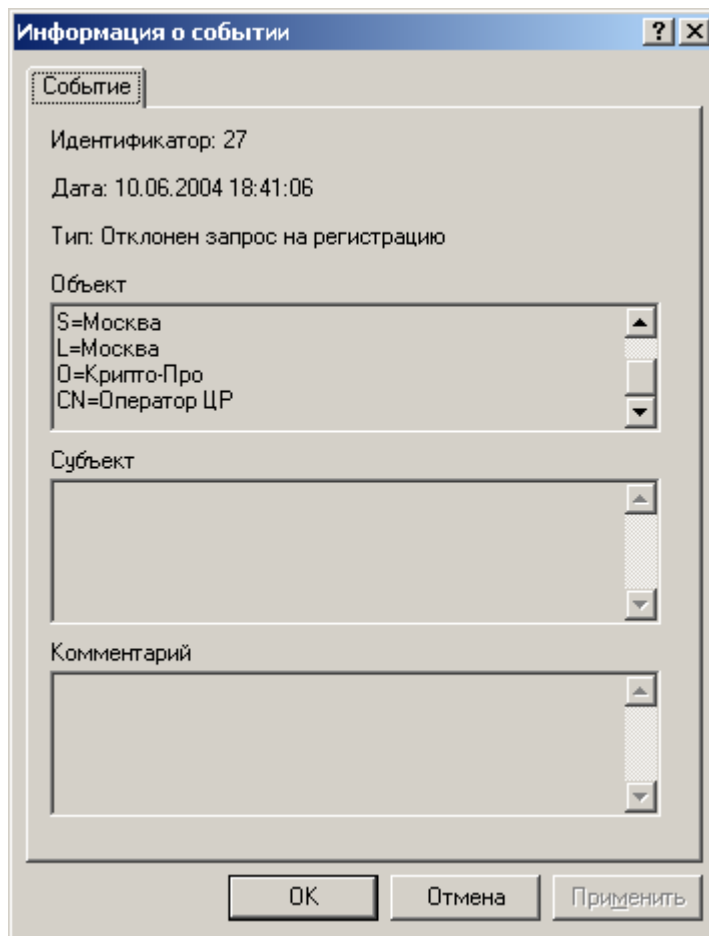 Информация о событии
Событие
Идентификатор: 27
Дата: 10.06.2004 18:41:06
Тип: Отклонен запрос на регистрацию
Объект
S=Москва
L=Москва
O=Крипто-Про
CN=Оператор ЦР
Субъект
Комментарий
OK Отмена Применить